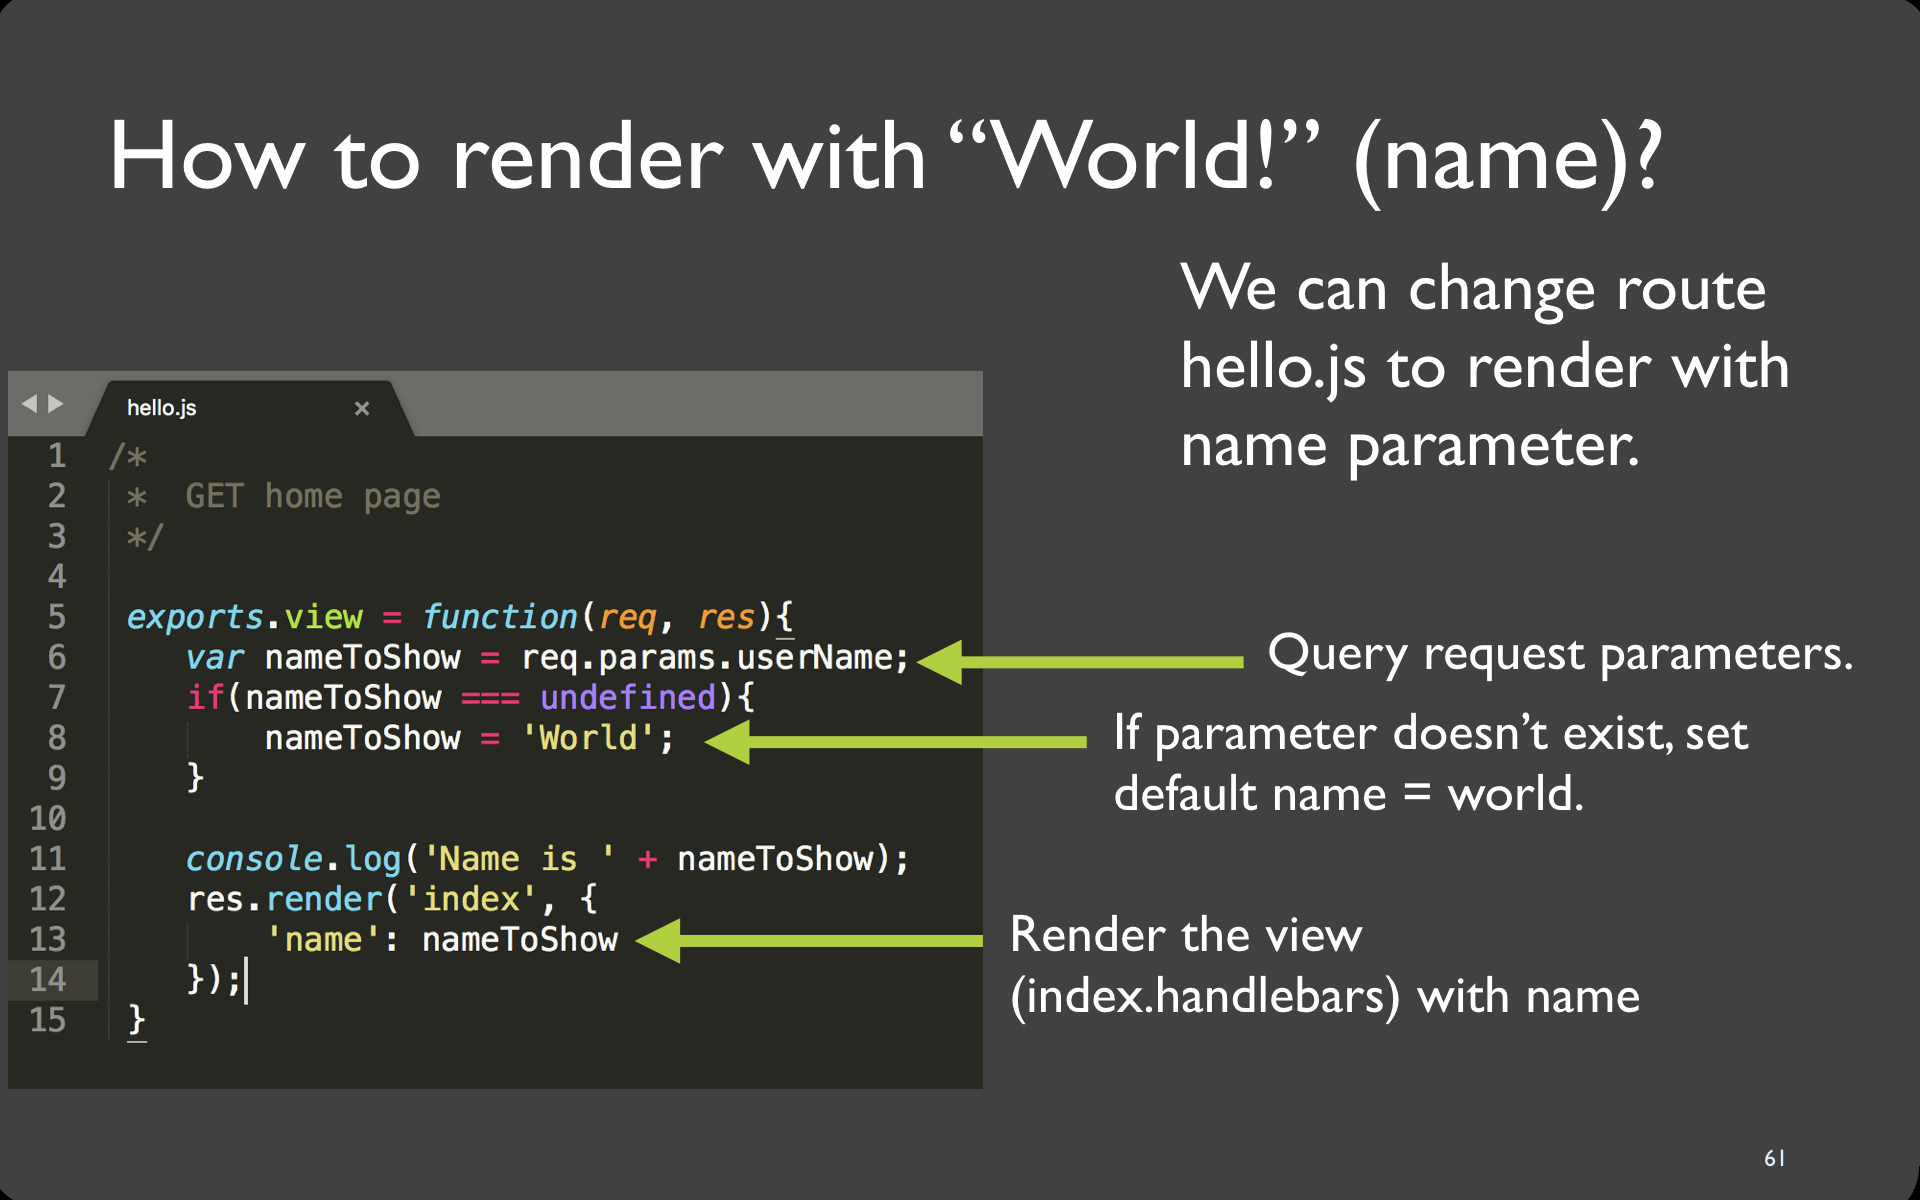 How to render with “World!” (name)?
We can change route
hello.js to render with
name parameter.
hello.js ×
1 /*
2 *  GET home page
3 */
4
5 exports.view = function(req, res){
6 var nameToShow = req.params.userName;
7 if(nameToShow === undefined){
8 nameToShow = 'World';
9 }
10
11 console.log('Name is ' + nameToShow);
12 res.render('index', {
13 'name': nameToShow
14 });
15 }
Query request parameters.
If parameter doesn’t exist, set
default name = world.
Render the view
(index.handlebars) with name
61